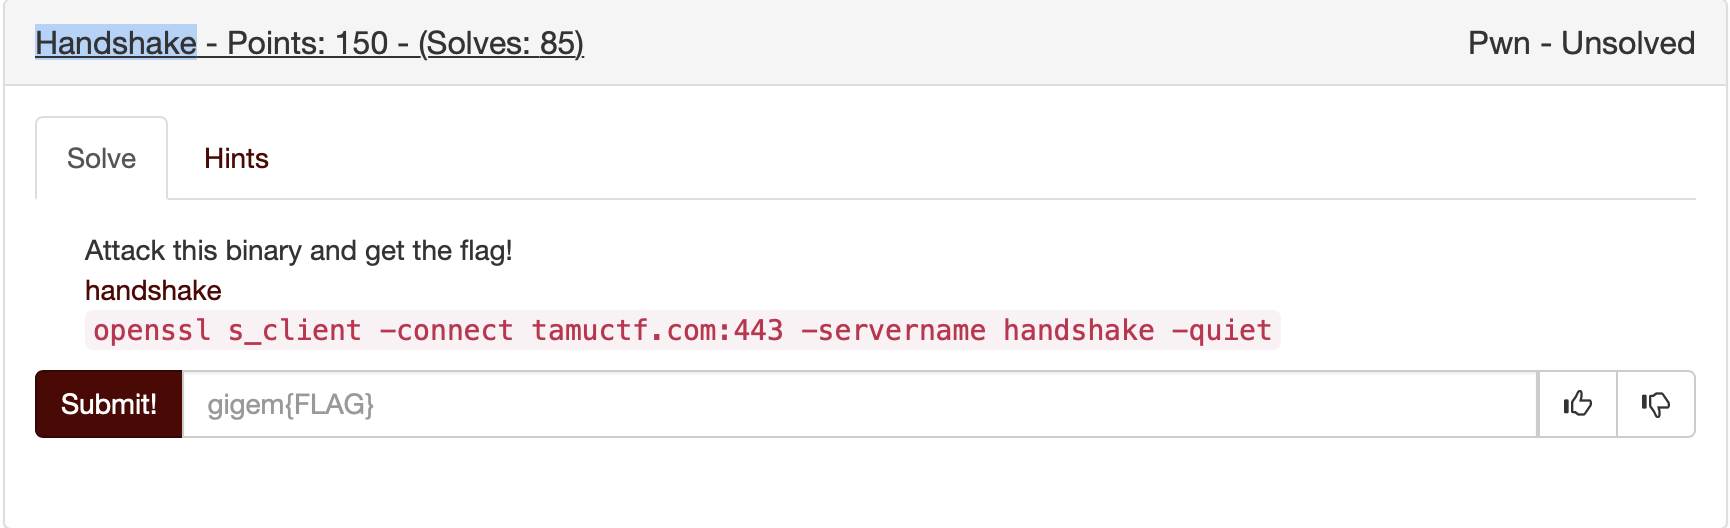 Handshake - Points: 150 - (Solves: 85)
Pwn - Unsolved
Solve
Hints
Attack this binary and get the flag!
handshake
openssl s_client -connect tamuctf.com:443 -servername handshake -quiet
Submit!
gigem{FLAG}